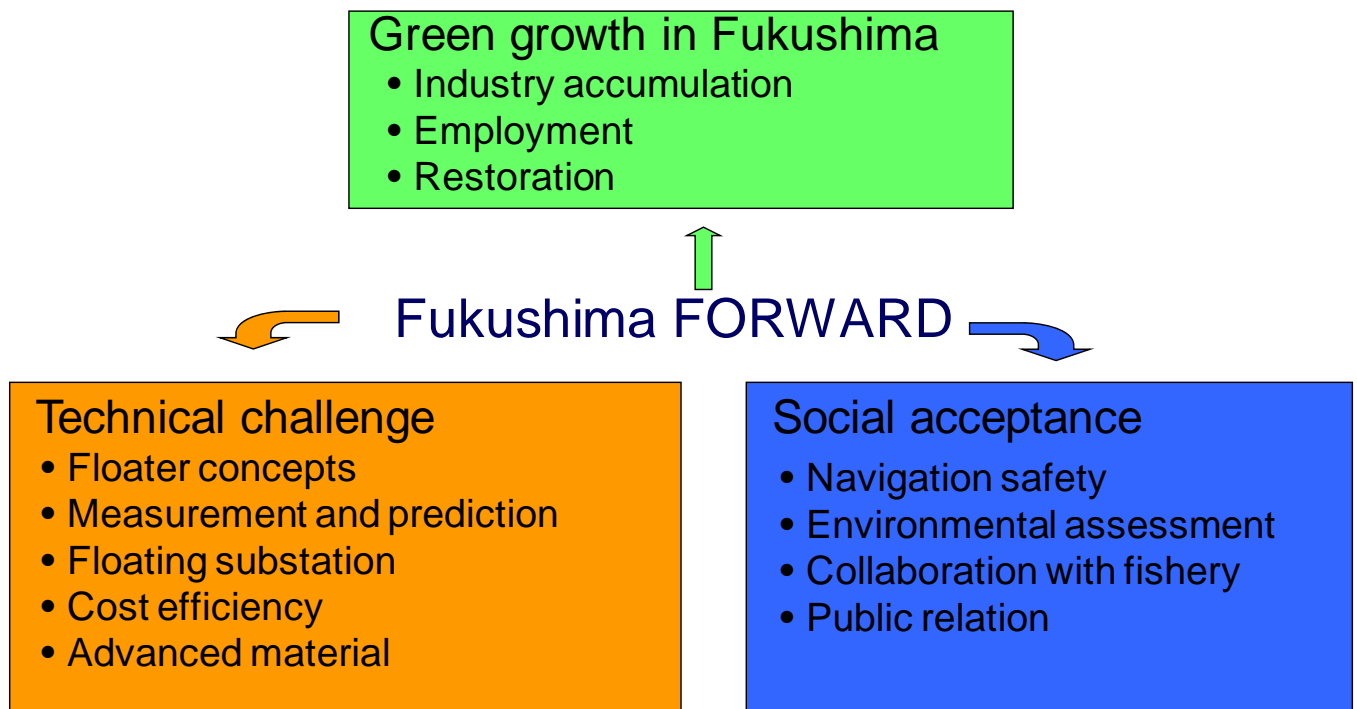 Green growth in Fukushima
• Industry accumulation
• Employment
• Restoration
Fukushima FORWARD
Technical challenge
• Floater concepts
• Measurement and prediction
• Floating substation
• Cost efficiency
• Advanced material
Social acceptance
• Navigation safety
• Environmental assessment
• Collaboration with fishery
• Public relation